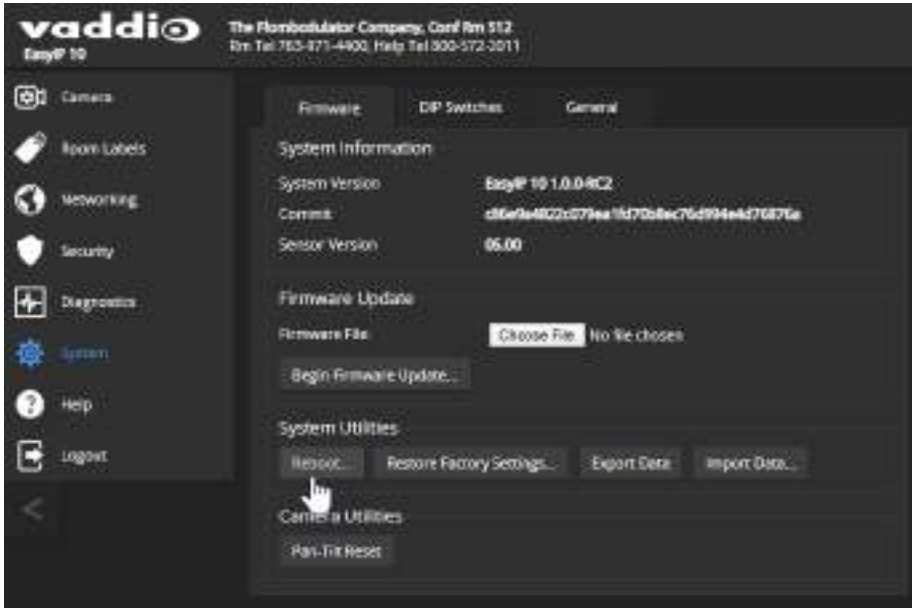 vaddio
EasyIP 10
The Flombodulator Company, Conf Rm 512
Rm Tel 763-971-4400, Help Tel 800-572-2011
Camera
Room Labels
Networking
Security
Diagnostics
System
Help
Logout
Firmware
DIP Switches
General
System Information
System Version
EasyIP 10 1.0.0-RC2
Commit
Sensor Version
06.00
Firmware Update
Firmware File
Choose File
No file chosen
Begin Firmware Update...
System Utilities
Reboot...
Restore Factory Settings...
Export Data
Import Data...
Camera Utilities
Pan-Tilt Reset